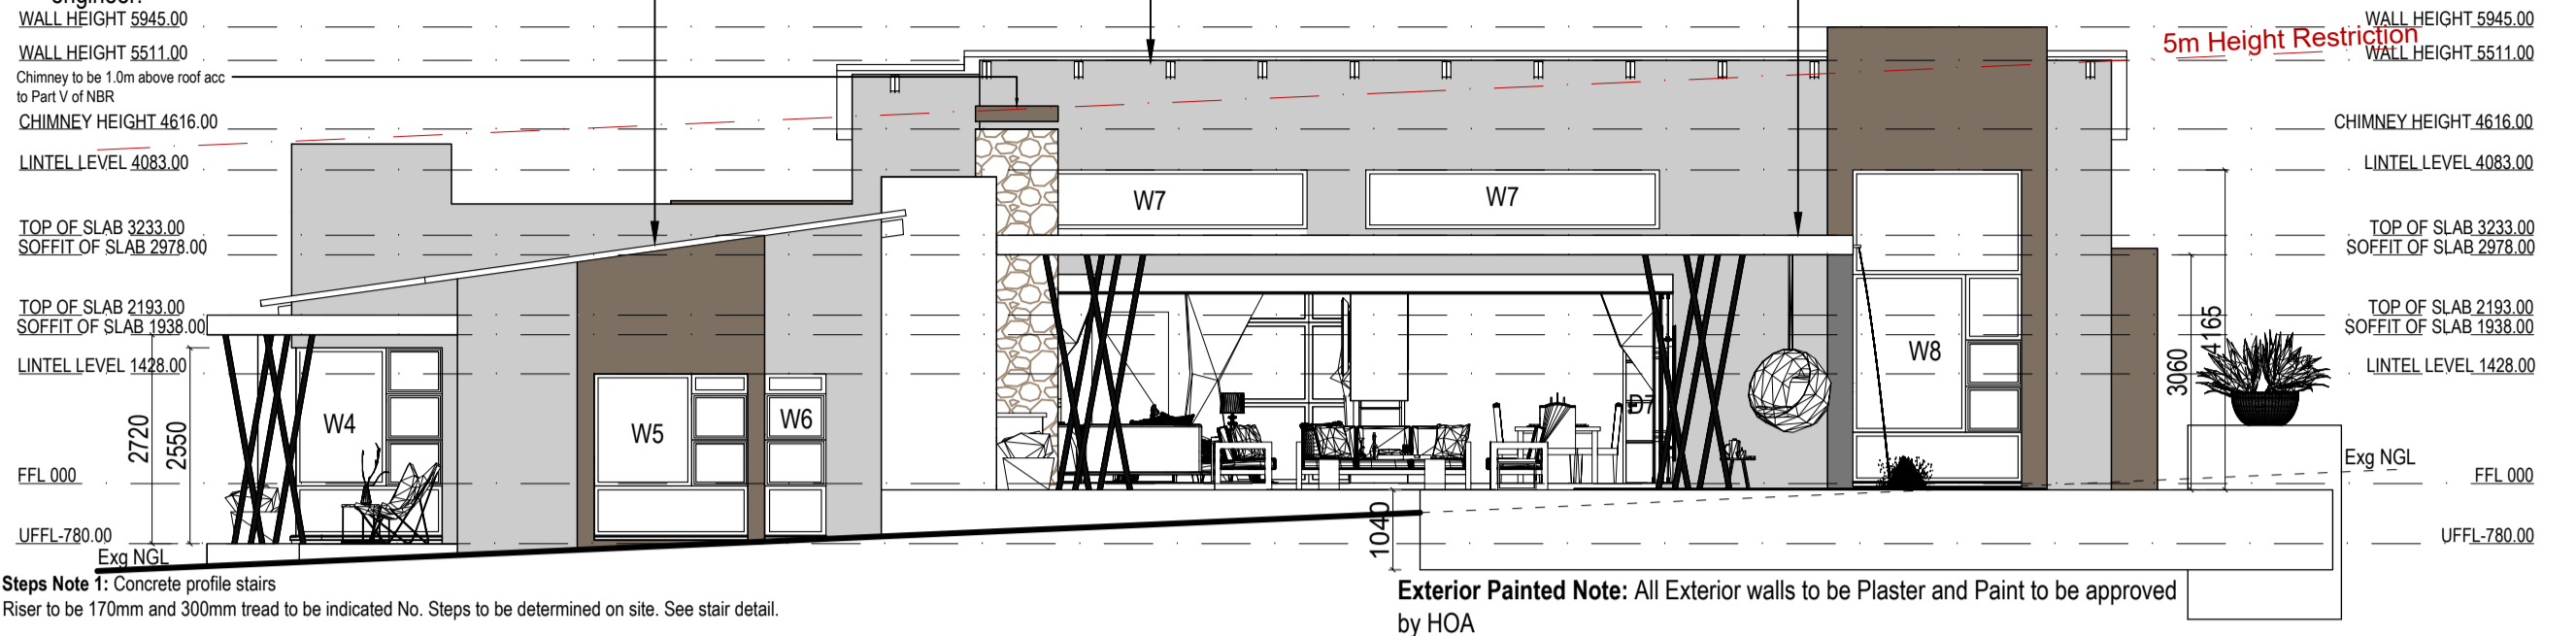 engineer.
WALL HEIGHT 5945.00
WALL HEIGHT 5945.00
5m Height Restriction
WALL HEIGHT 5511.00
WALL HEIGHT 5511.00
Chimney to be 1.0m above roof acc
to Part V of NBR
CHIMNEY HEIGHT 4616.00
CHIMNEY HEIGHT 4616.00
LINTEL LEVEL 4083.00
LINTEL LEVEL 4083.00
W7
W7
TOP OF SLAB 3233.00
TOP OF SLAB 3233.00
SOFFIT OF SLAB 2978.00
SOFFIT OF SLAB 2978.00
TOP OF SLAB 2193.00
TOP OF SLAB 2193.00
SOFFIT OF SLAB 1938.00
SOFFIT OF SLAB 1938.00
4165
W8
3060
LINTEL LEVEL 1428.00
LINTEL LEVEL 1428.00
D7
W4
W5
W6
2720
2550
Exg NGL
FFL 000
FFL 000
1040
UFFL-780.00
UFFL-780.00
Exg NGL
Steps Note 1: Concrete profile stairs
Riser to be 170mm and 300mm tread to be indicated No. Steps to be determined on site. See stair detail.
Exterior Painted Note: All Exterior walls to be Plaster and Paint to be approved
by HOA